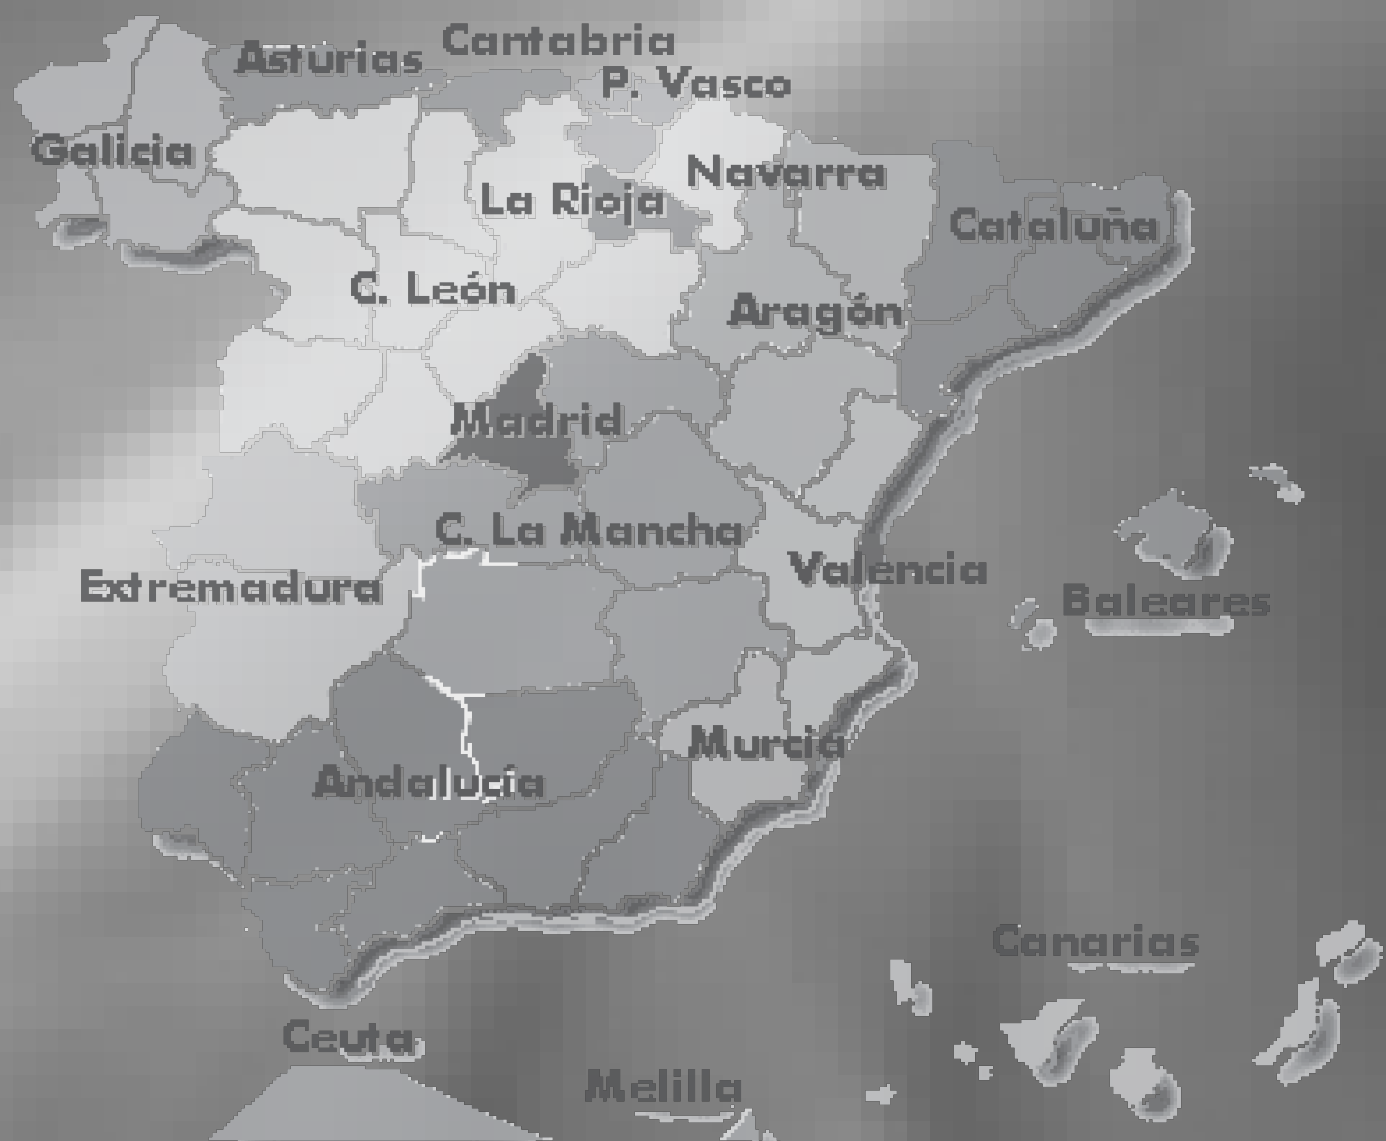 Cantabria
Asturias
P. Vasco
Galicia
Navarra
La Rioja
Cataluña
C. León
Aragón
Madrid
C. La Mancha
Valencia
Extremadura
Baleares
Murcia
Andalucía
Canarias
Ceuta
Melilla